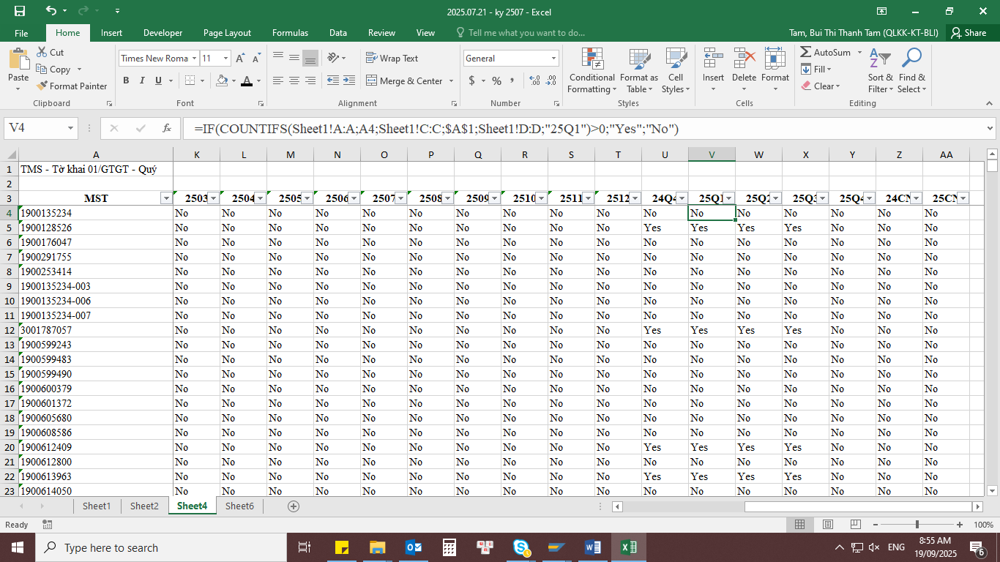 2025.07.21 - ky 2507 - Excel
File Home Insert Developer Page Layout Formulas Data Review View Tell me what you want to do... Tam, Bui Thi Thanh Tam (QLKK-KT-BLI) Share
Paste Cut Copy Format Painter Clipboard
Times New Roma 11 B I U A Font
Wrap Text Merge & Center Alignment
General $ % , Number
Conditional Formatting Format as Table Cell Styles Styles
Insert Delete Format Cells
AutoSum Fill Clear Sort & Filter Find & Select Editing
V4 fx =IF(COUNTIFS(Sheet1!A:A;A4;Sheet1!C:C;$A$1;Sheet1!D:D;"25Q1")>0;"Yes";"No")
A K L M N O P Q R S T U V W X Y Z AA
1 TMS - Tờ khai 01/GTGT - Quý
2
3 MST 2503 2504 2505 2506 2507 2508 2509 2510 2511 2512 24Q4 25Q1 25Q2 25Q3 25Q4 24CN 25CN
4 1900135234 No No No No No No No No No No No No No No No No No
5 1900128526 No No No No No No No No No No Yes Yes Yes Yes No No No
6 1900176047 No No No No No No No No No No No No No No No No No
7 1900291755 No No No No No No No No No No No No No No No No No
8 1900253414 No No No No No No No No No No No No No No No No No
9 1900135234-003 No No No No No No No No No No No No No No No No No
10 1900135234-006 No No No No No No No No No No No No No No No No No
11 1900135234-007 No No No No No No No No No No No No No No No No No
12 3001787057 No No No No No No No No No No Yes Yes Yes Yes No No No
13 1900599243 No No No No No No No No No No No No No No No No No
14 1900599483 No No No No No No No No No No No No No No No No No
15 1900599490 No No No No No No No No No No No No No No No No No
16 1900600379 No No No No No No No No No No No No No No No No No
17 1900601372 No No No No No No No No No No No No No No No No No
18 1900605680 No No No No No No No No No No No No No No No No No
19 1900608586 No No No No No No No No No No No No No No No No No
20 1900612409 No No No No No No No No No No Yes Yes Yes Yes No No No
21 1900612800 No No No No No No No No No No No No No No No No No
22 1900613963 No No No No No No No No No No Yes Yes Yes Yes No No No
23 1900614050 No No No No No No No No No No No No No No No No No
Sheet1 Sheet2 Sheet4 Sheet6
Ready 100%
Type here to search ENG 8:55 AM
19/09/2025 6